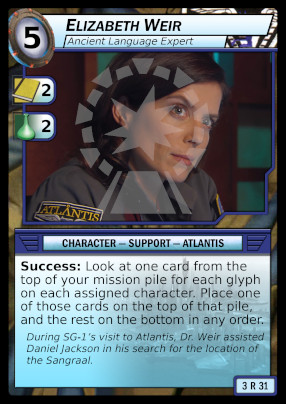 5
Elizabeth Weir
Ancient Language Expert
2
2
ATLANTIS
CHARACTER – SUPPORT – ATLANTIS
Success: Look at one card from the
top of your mission pile for each glyph
on each assigned character. Place one
of those cards on the top of that pile,
and the rest on the bottom in any order.
During SG-1's visit to Atlantis, Dr. Weir assisted
Daniel Jackson in his search for the location of
the Sangraal.
3 R 31